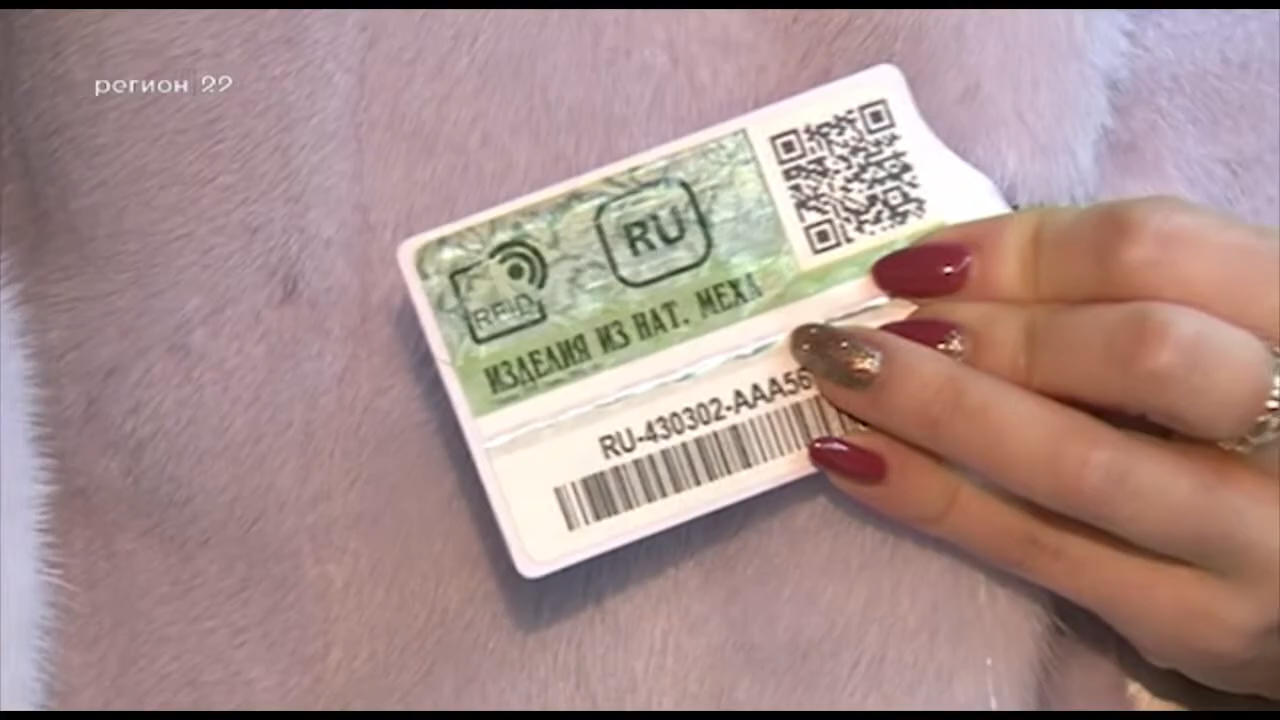 регион 22
RFID
RU
ИЗДЕЛИЯ ИЗ НАТ. МЕХА
RU-430302-AAA56